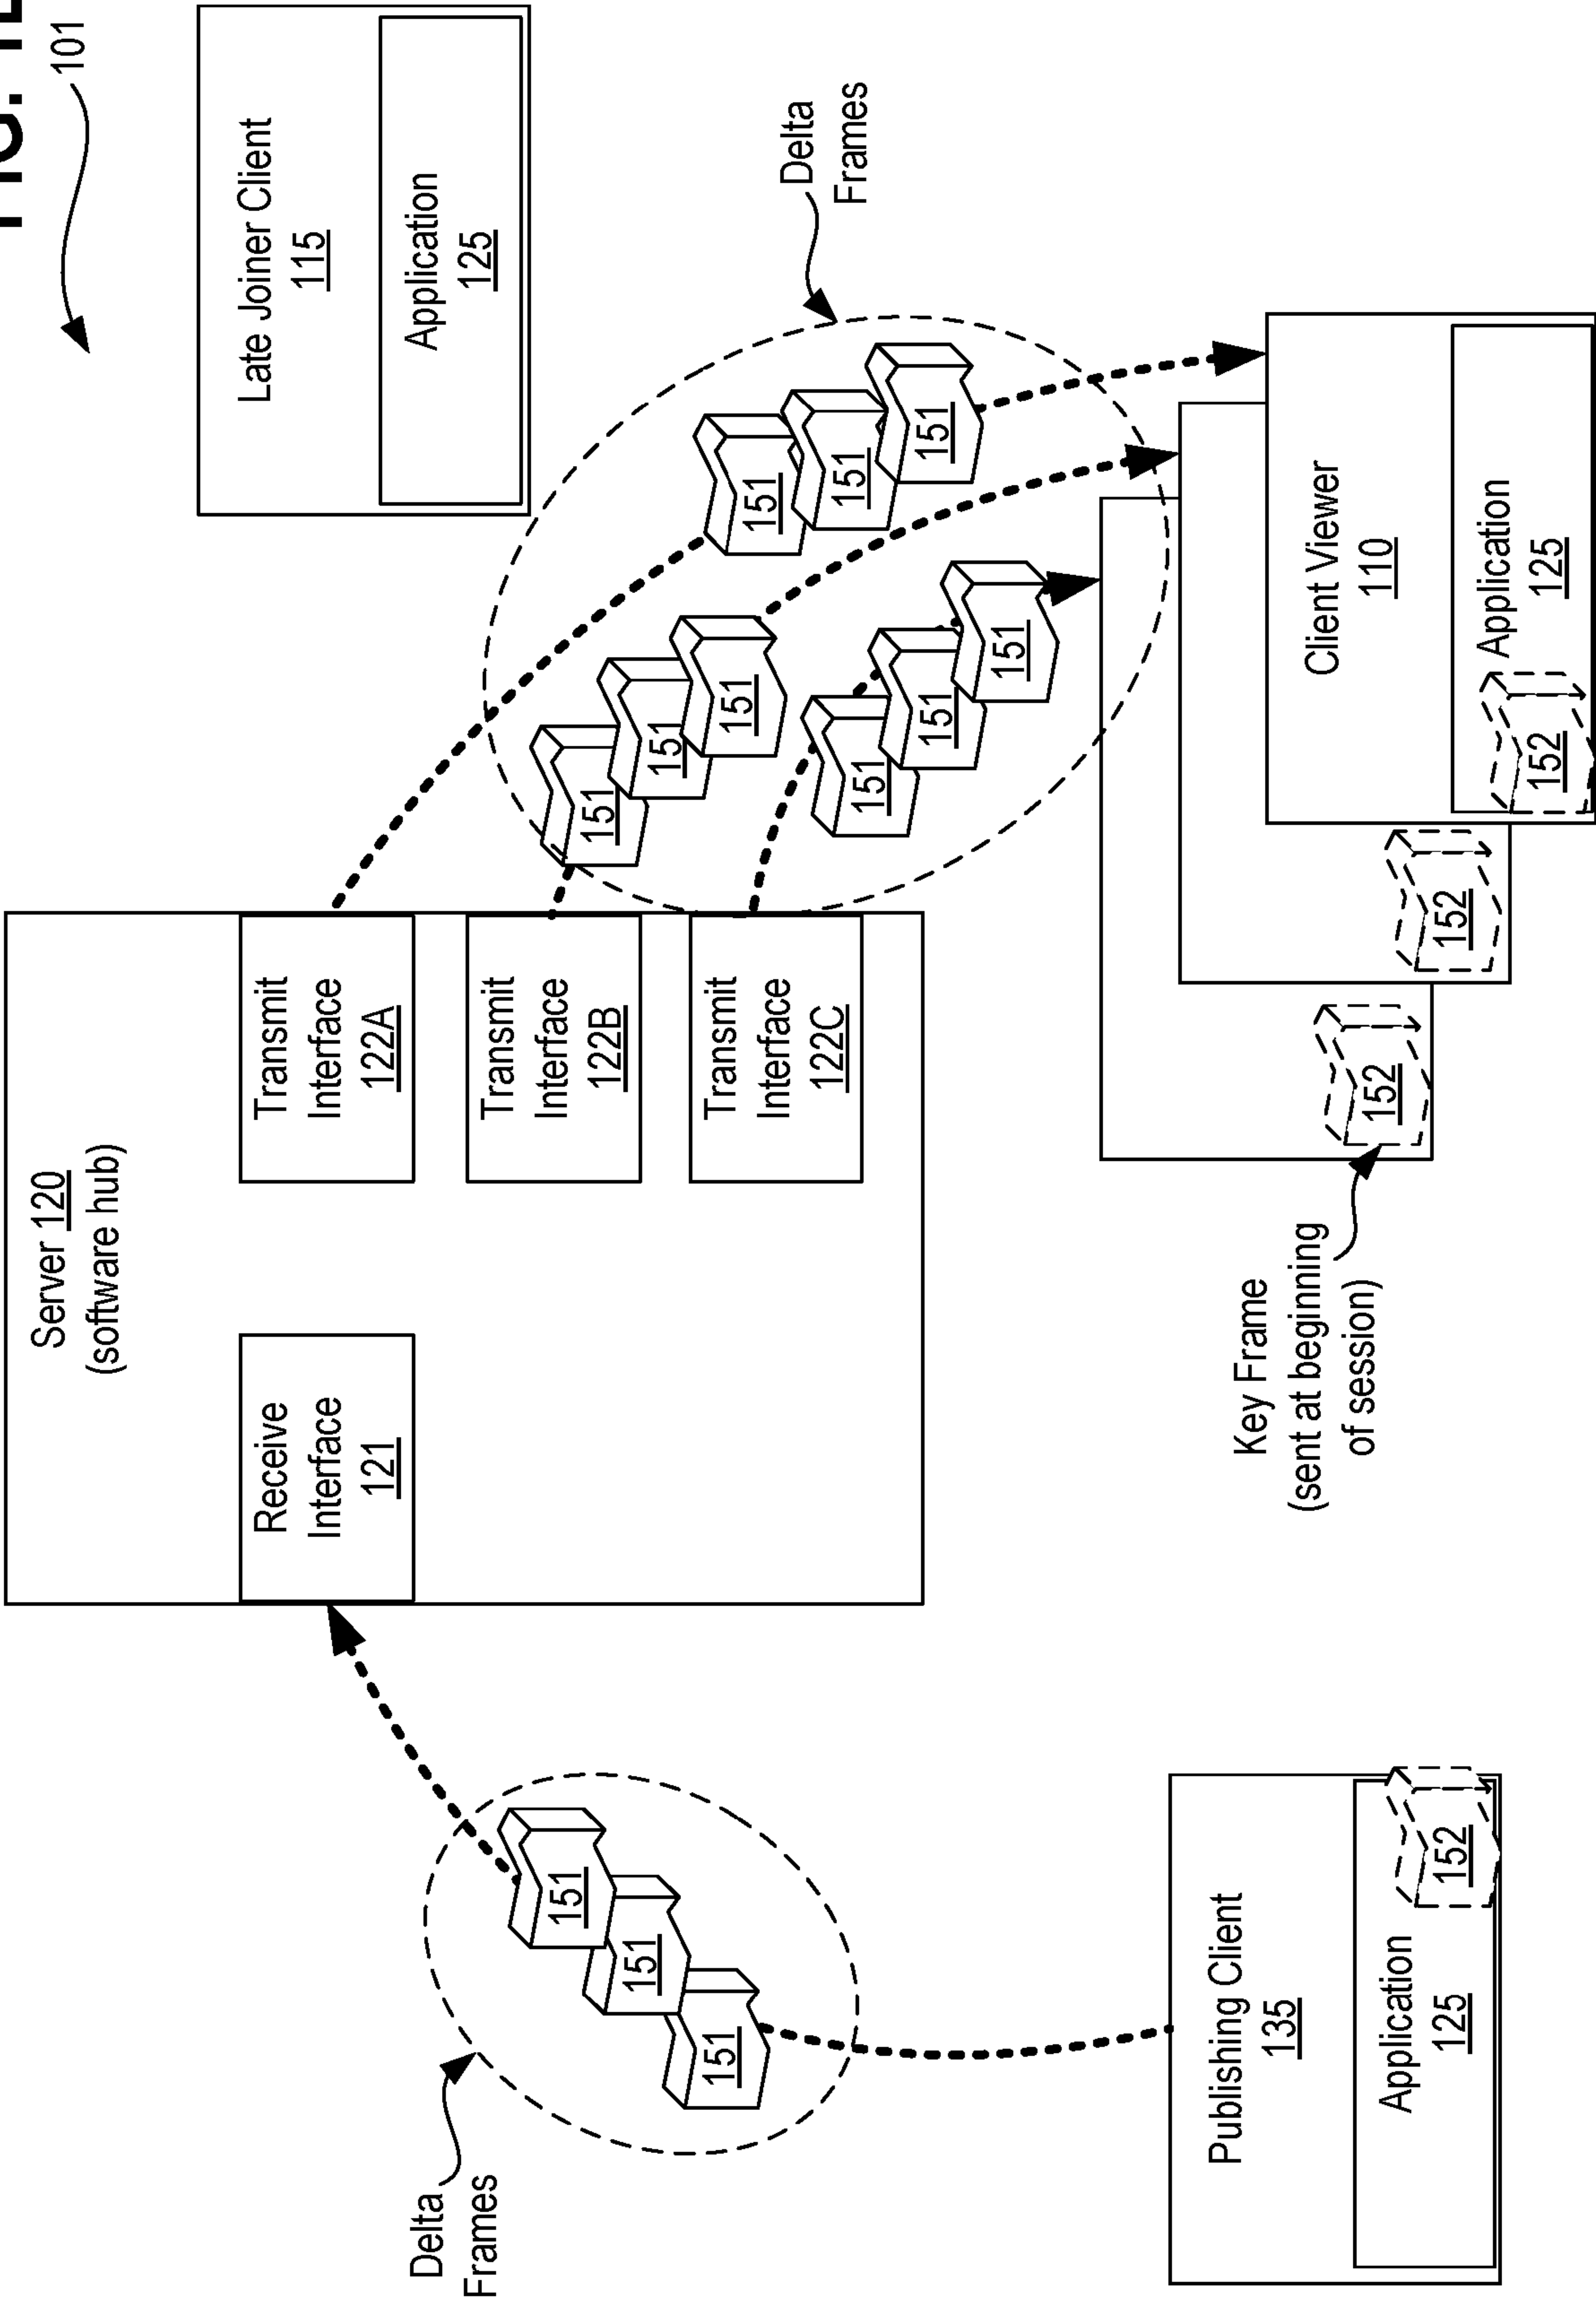 FIG.
101
Server 120
(software hub)
Receive
Interface
121
Transmit
Interface
122A
Transmit
Interface
122B
Transmit
Interface
122C
Late Joiner Client
115
Application
125
Delta
Frames
151
151
151
Delta
Frames
151
151
151
151
151
151
151
151
151
Publishing Client
135
Application
125
152
Key Frame
(sent at beginning
of session)
152
152
Client Viewer
110
Application
125
152